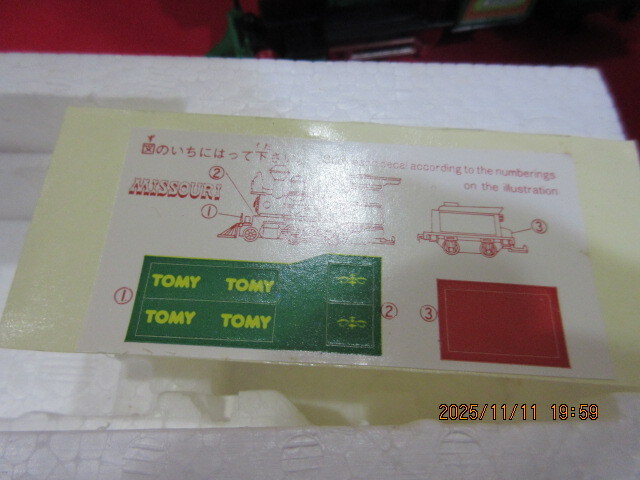 図のいちにはって下さ
decal according to the numberings
on the illustration
MISSOURI
②
①
③
①
TOMY TOMY
TOMY TOMY
②
③
2025/11/11 19:59